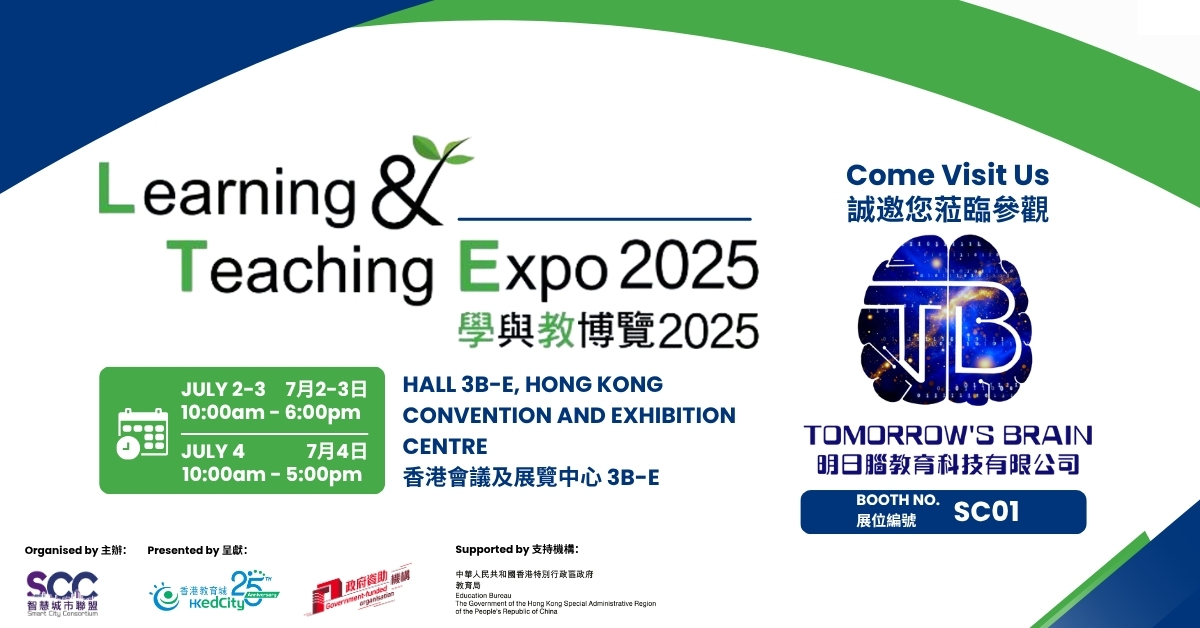 Learning &
Teaching Expo 2025
學與教博覽2025
JULY 2-3 7月2-3日
10:00am - 6:00pm
JULY 4 7月4日
10:00am - 5:00pm
HALL 3B-E, HONG KONG
CONVENTION AND EXHIBITION
CENTRE
香港會議及展覽中心 3B-E
Come Visit Us
誠邀您蒞臨參觀
TB
TOMORROW'S BRAIN
明日腦教育科技有限公司
BOOTH NO.
展位編號
SC01
Organised by 主辦：
SCC
智慧城市聯盟
Smart City Consortium
Presented by 呈獻：
香港教育城
HKedCity
25TH
Anniversary
政府資助機構
Government-funded
organisation
Supported by 支持機構：
中華人民共和國香港特別行政區政府
教育局
Education Bureau
The Government of the Hong Kong Special Administrative Region
of the People's Republic of China